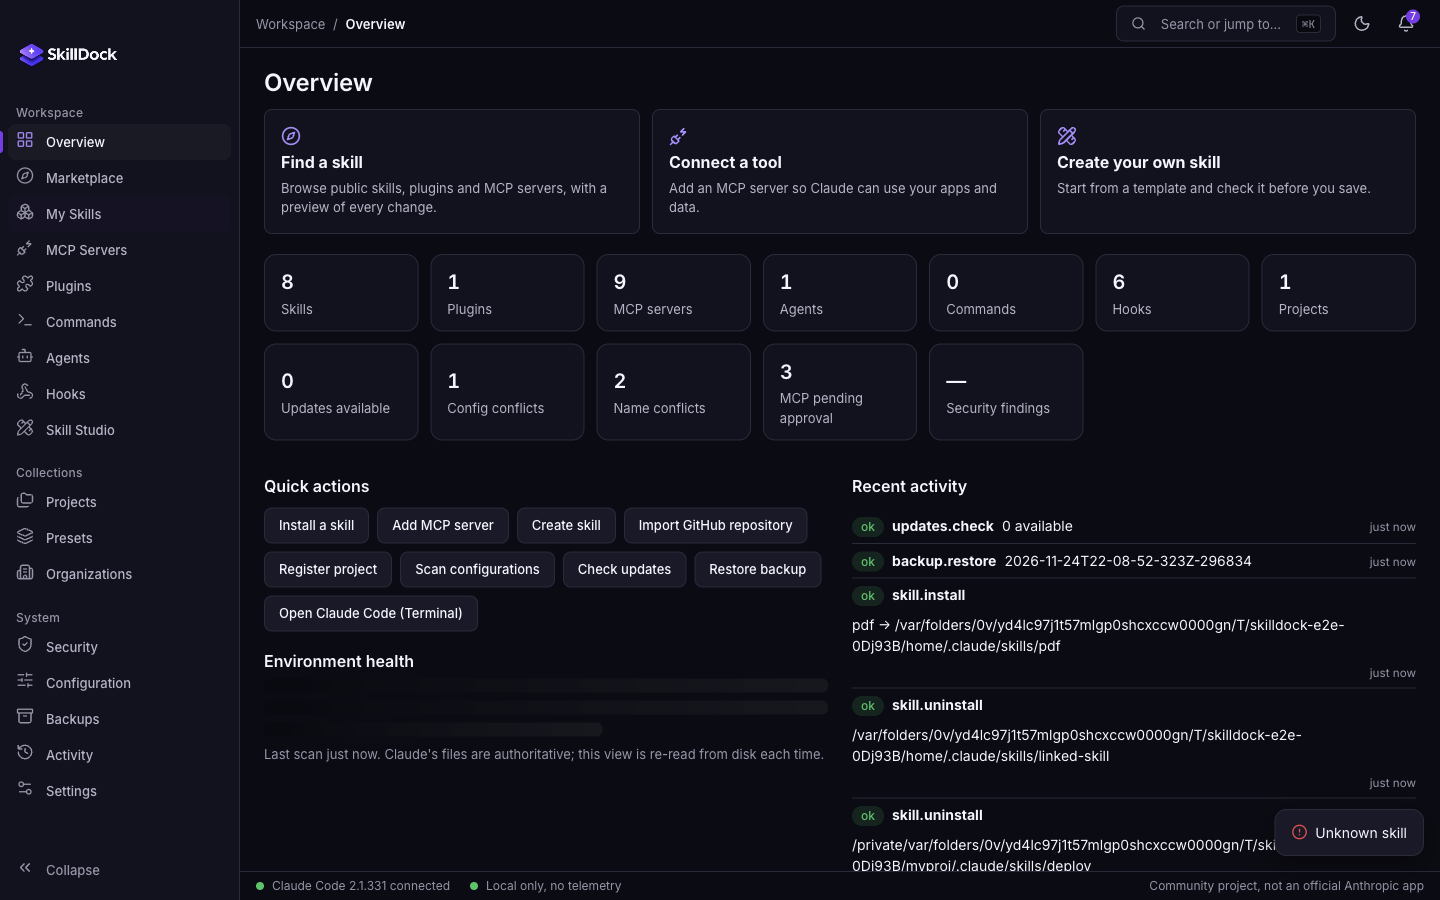 SkillDock
Workspace
Overview
Marketplace
My Skills
MCP Servers
Plugins
Commands
Agents
Hooks
Skill Studio
Collections
Projects
Presets
Organizations
System
Security
Configuration
Backups
Activity
Settings
Collapse
Workspace / Overview
Search or jump to... ⌘K
7
Overview
Find a skill
Browse public skills, plugins and MCP servers, with a
preview of every change.
Connect a tool
Add an MCP server so Claude can use your apps and
data.
Create your own skill
Start from a template and check it before you save.
8
Skills
1
Plugins
9
MCP servers
1
Agents
0
Commands
6
Hooks
1
Projects
0
Updates available
1
Config conflicts
2
Name conflicts
3
MCP pending
approval
—
Security findings
Quick actions
Install a skill
Add MCP server
Create skill
Import GitHub repository
Register project
Scan configurations
Check updates
Restore backup
Open Claude Code (Terminal)
Environment health
Last scan just now. Claude's files are authoritative; this view is re-read from disk each time.
Recent activity
ok updates.check 0 available just now
ok backup.restore 2026-11-24T22-08-52-323Z-296834 just now
ok skill.install
pdf → /var/folders/0v/yd4lc97j1t57mlgp0shcxccw0000gn/T/skilldock-e2e-
0Dj93B/home/.claude/skills/pdf
just now
ok skill.uninstall
/var/folders/0v/yd4lc97j1t57mlgp0shcxccw0000gn/T/skilldock-e2e-
0Dj93B/home/.claude/skills/linked-skill
just now
ok skill.uninstall
/private/var/folders/0v/yd4lc97j1t57mlgp0shcxccw0000gn/T/ski
0Dj93B/myproj/.claude/skills/deploy
Unknown skill
Claude Code 2.1.331 connected
Local only, no telemetry
Community project, not an official Anthropic app